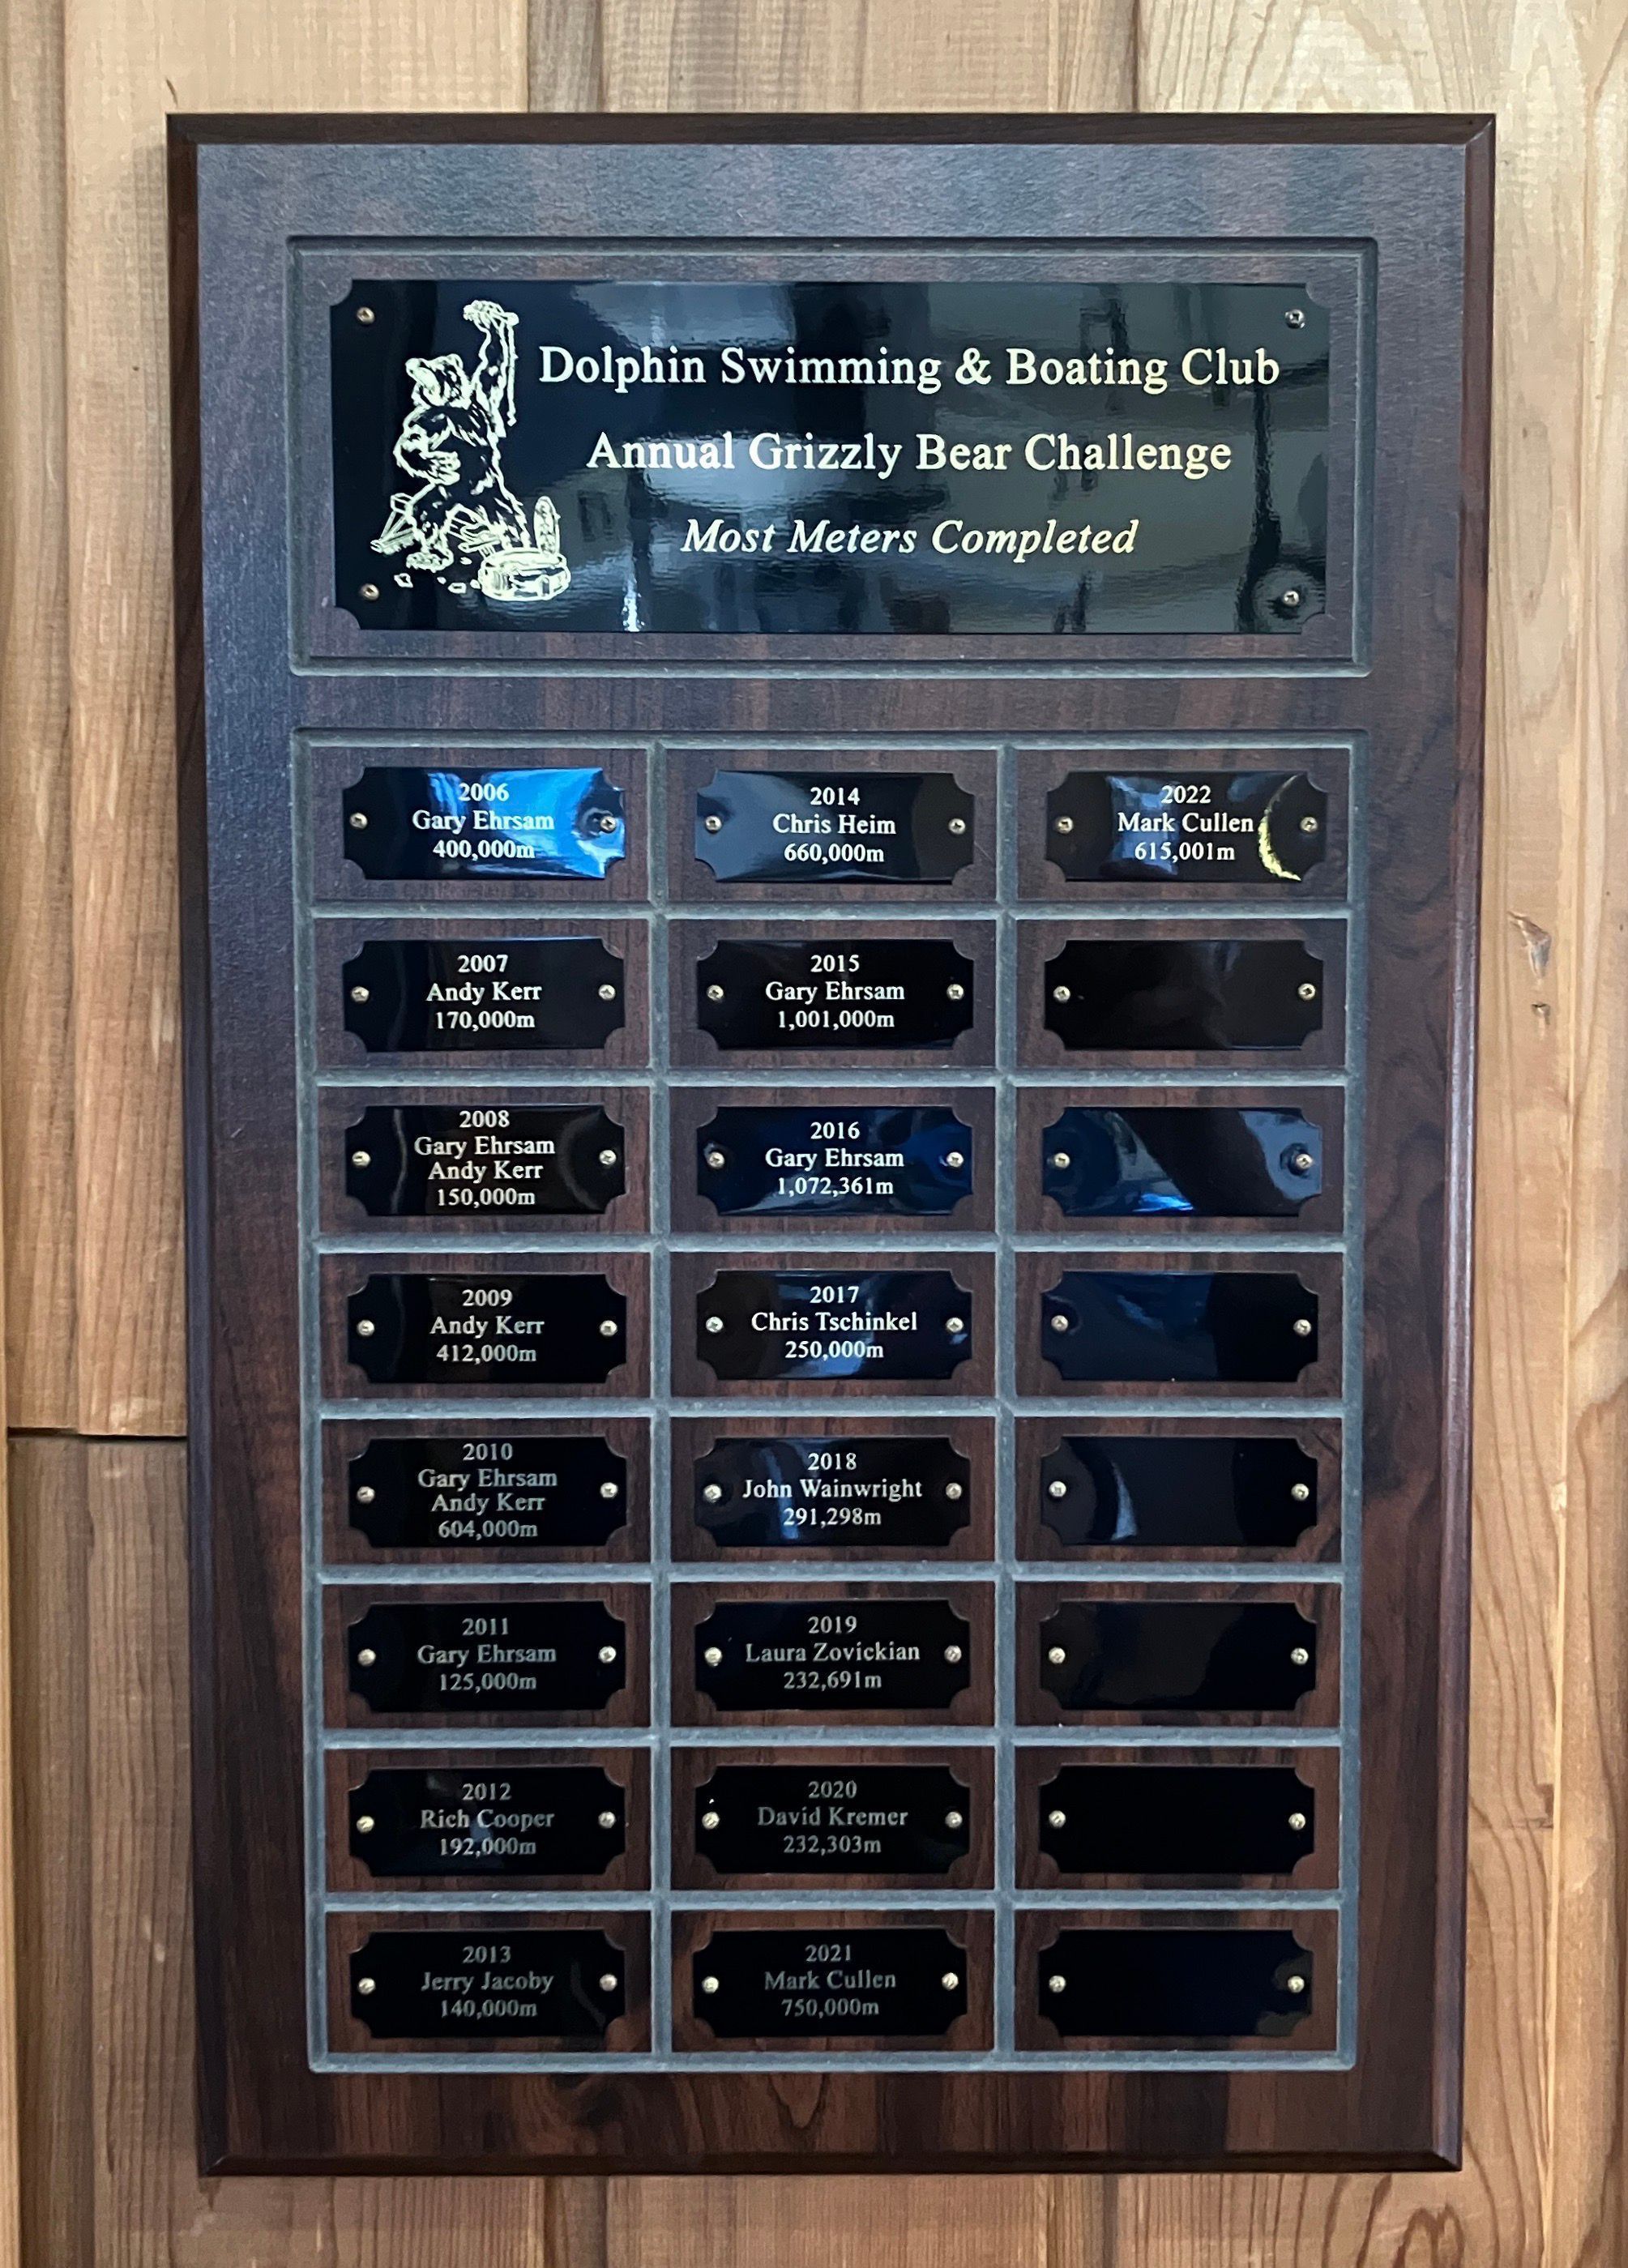 Dolphin Swimming & Boating Club
Annual Grizzly Bear Challenge
Most Meters Completed
2006
Gary Ehrsam
400,000m
2007
Andy Kerr
170,000m
2008
Gary Ehrsam
Andy Kerr
150,000m
2009
Andy Kerr
412,000m
2010
Gary Ehrsam
Andy Kerr
604,000m
2011
Gary Ehrsam
125,000m
2012
Rich Cooper
192,000m
2013
Jerry Jacoby
140,000m
2014
Chris Heim
660,000m
2015
Gary Ehrsam
1,001,000m
2016
Gary Ehrsam
1,072,361m
2017
Chris Tschinkel
250,000m
2018
John Wainwright
291,298m
2019
Laura Zovickian
232,691m
2020
David Kremer
232,303m
2021
Mark Cullen
750,000m
2022
Mark Cullen
615,001m